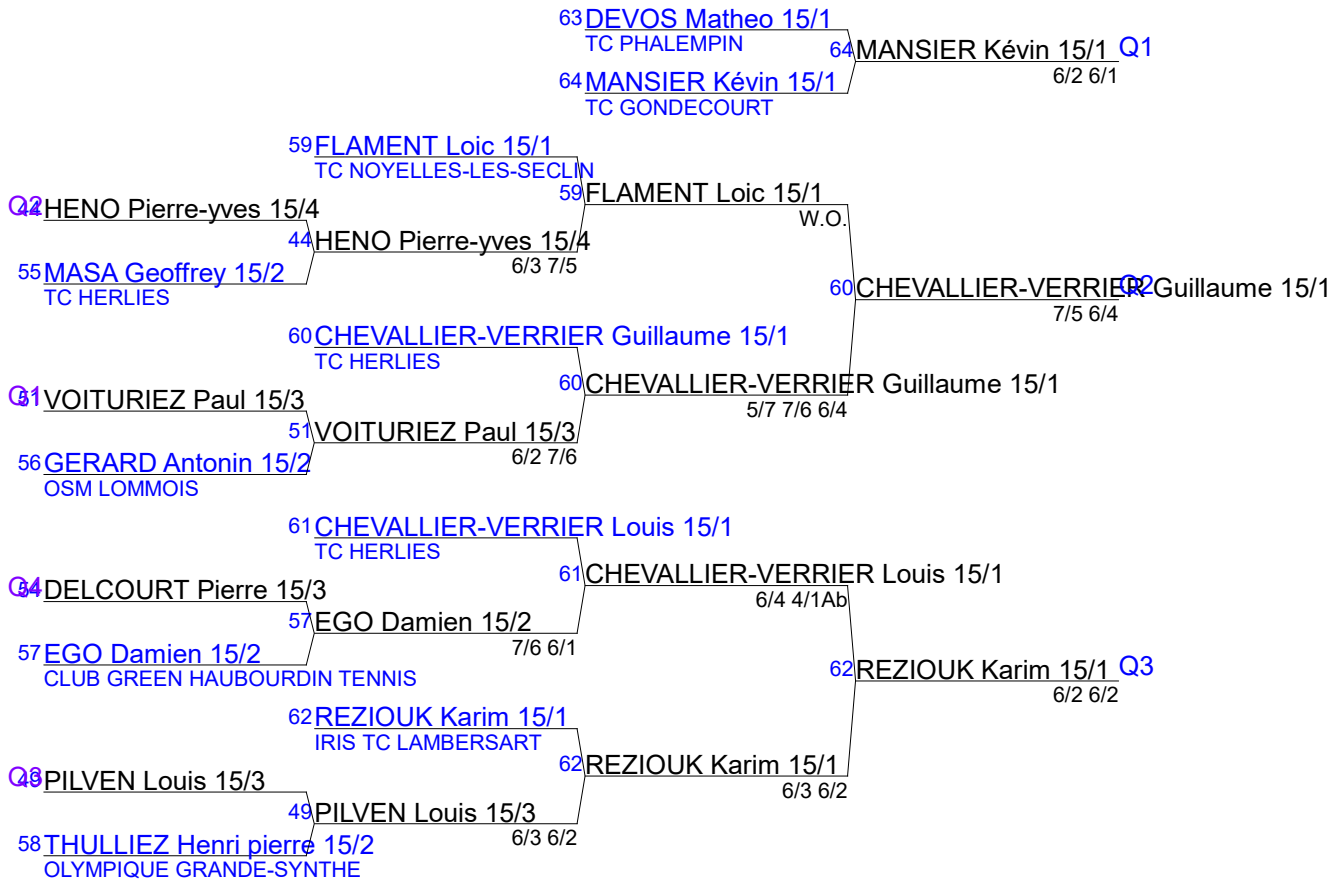 63 DEVOS Matheo 15/1
TC PHALEMPIN
64 MANSIER Kévin 15/1 Q1
6/2 6/1
64 MANSIER Kévin 15/1
TC GONDECOURT
59 FLAMENT Loic 15/1
TC NOYELLES-LES-SECLIN
59 FLAMENT Loic 15/1
W.O.
Q2 44 HENO Pierre-yves 15/4
44 HENO Pierre-yves 15/4
6/3 7/5
55 MASA Geoffrey 15/2
TC HERLIES
60 CHEVALLIER-VERRIER Guillaume 15/1 Q2
7/5 6/4
60 CHEVALLIER-VERRIER Guillaume 15/1
TC HERLIES
60 CHEVALLIER-VERRIER Guillaume 15/1
5/7 7/6 6/4
Q1 51 VOITURIEZ Paul 15/3
51 VOITURIEZ Paul 15/3
6/2 7/6
56 GERARD Antonin 15/2
OSM LOMMOIS
61 CHEVALLIER-VERRIER Louis 15/1
TC HERLIES
61 CHEVALLIER-VERRIER Louis 15/1
6/4 4/1Ab
Q4 54 DELCOURT Pierre 15/3
57 EGO Damien 15/2
7/6 6/1
57 EGO Damien 15/2
CLUB GREEN HAUBOURDIN TENNIS
62 REZIOUK Karim 15/1 Q3
6/2 6/2
62 REZIOUK Karim 15/1
IRIS TC LAMBERSART
62 REZIOUK Karim 15/1
6/3 6/2
Q3 49 PILVEN Louis 15/3
49 PILVEN Louis 15/3
6/3 6/2
58 THULLIEZ Henri pierre 15/2
OLYMPIQUE GRANDE-SYNTHE